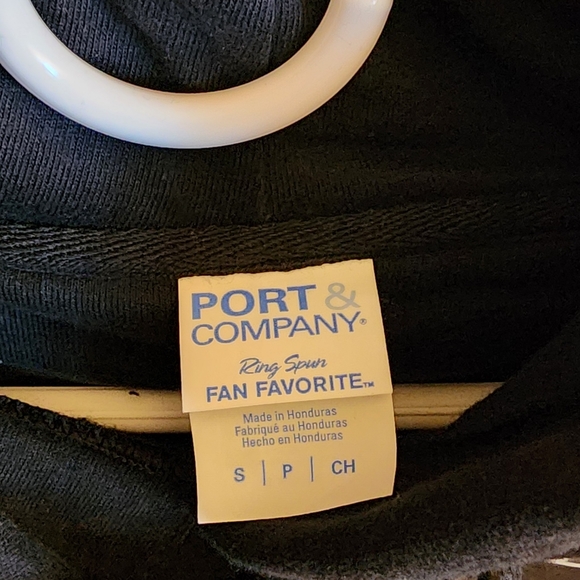 PORT &
COMPANY®
Ring Spun
FAN FAVORITE™
Made in Honduras
Fabriqué au Honduras
Hecho en Honduras
S | P | CH